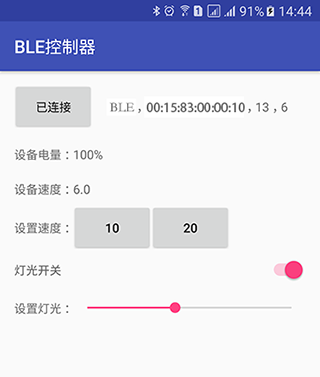 1 91% 14:44
BLE控制器
已连接 BLE , 00:15:83:00:00:10 , 13 , 6
设备电量：100%
设备速度：6.0
设置速度： 10 20
灯光开关
设置灯光：